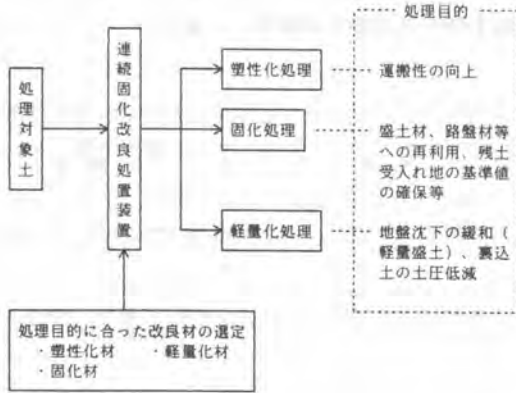 処理目的
処理対象土
連続固化改良処置装置
塑性化処理
運搬性の向上
固化処理
盛土材、路盤材等
への再利用、残土
受入れ地の基準値
の確保等
軽量化処理
地盤沈下の緩和（
軽量盛土）、裏込
土の土圧低減
処理目的に合った改良材の選定
・塑性化材　・軽量化材
・固化材